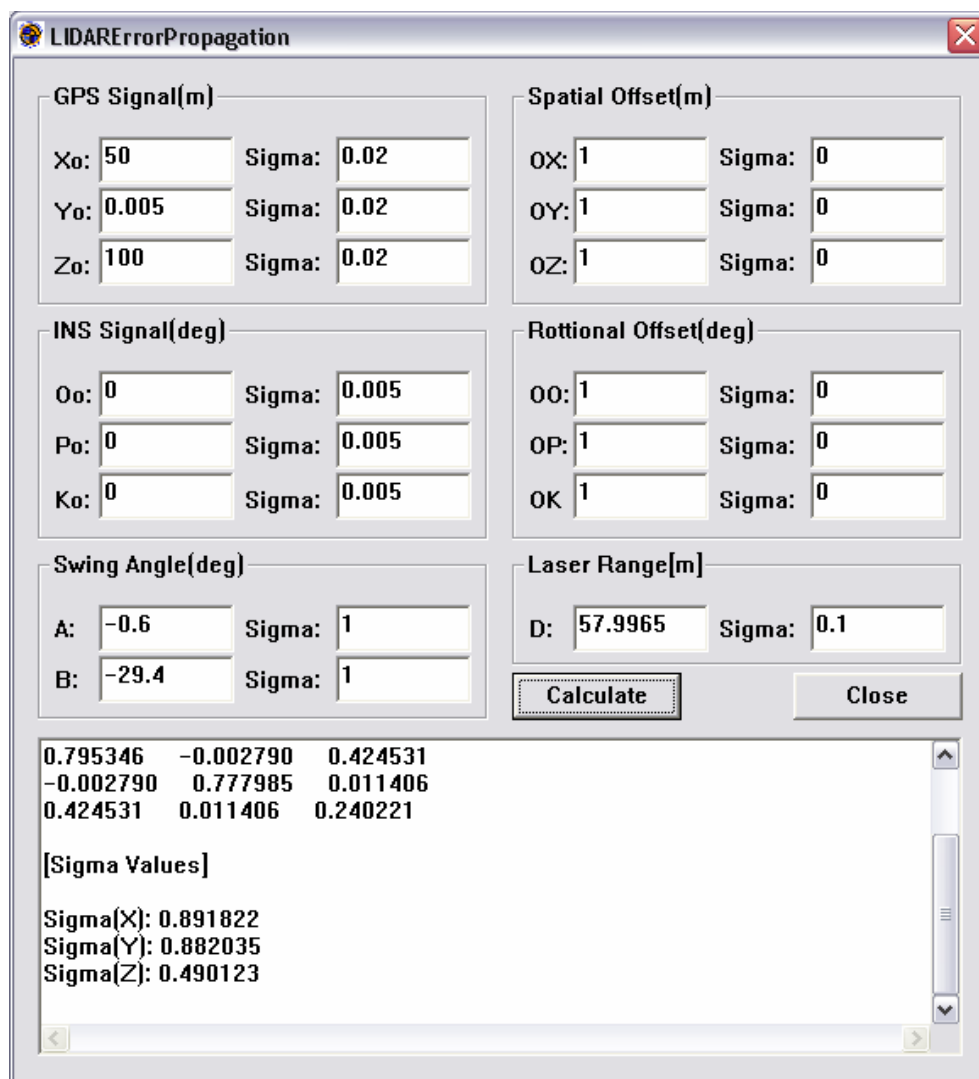 LIDARErrorPropagation
GPS Signal(m)
Xo: 50 Sigma: 0.02
Yo: 0.005 Sigma: 0.02
Zo: 100 Sigma: 0.02
Spatial Offset(m)
OX: 1 Sigma: 0
OY: 1 Sigma: 0
OZ: 1 Sigma: 0
INS Signal(deg)
Oo: 0 Sigma: 0.005
Po: 0 Sigma: 0.005
Ko: 0 Sigma: 0.005
Rottional Offset(deg)
OO: 1 Sigma: 0
OP: 1 Sigma: 0
OK 1 Sigma: 0
Swing Angle(deg)
A: -0.6 Sigma: 1
B: -29.4 Sigma: 1
Laser Range[m]
D: 57.9965 Sigma: 0.1
Calculate Close
0.795346 -0.002790 0.424531
-0.002790 0.777985 0.011406
0.424531 0.011406 0.240221
[Sigma Values]
Sigma(X): 0.891822
Sigma(Y): 0.882035
Sigma(Z): 0.490123